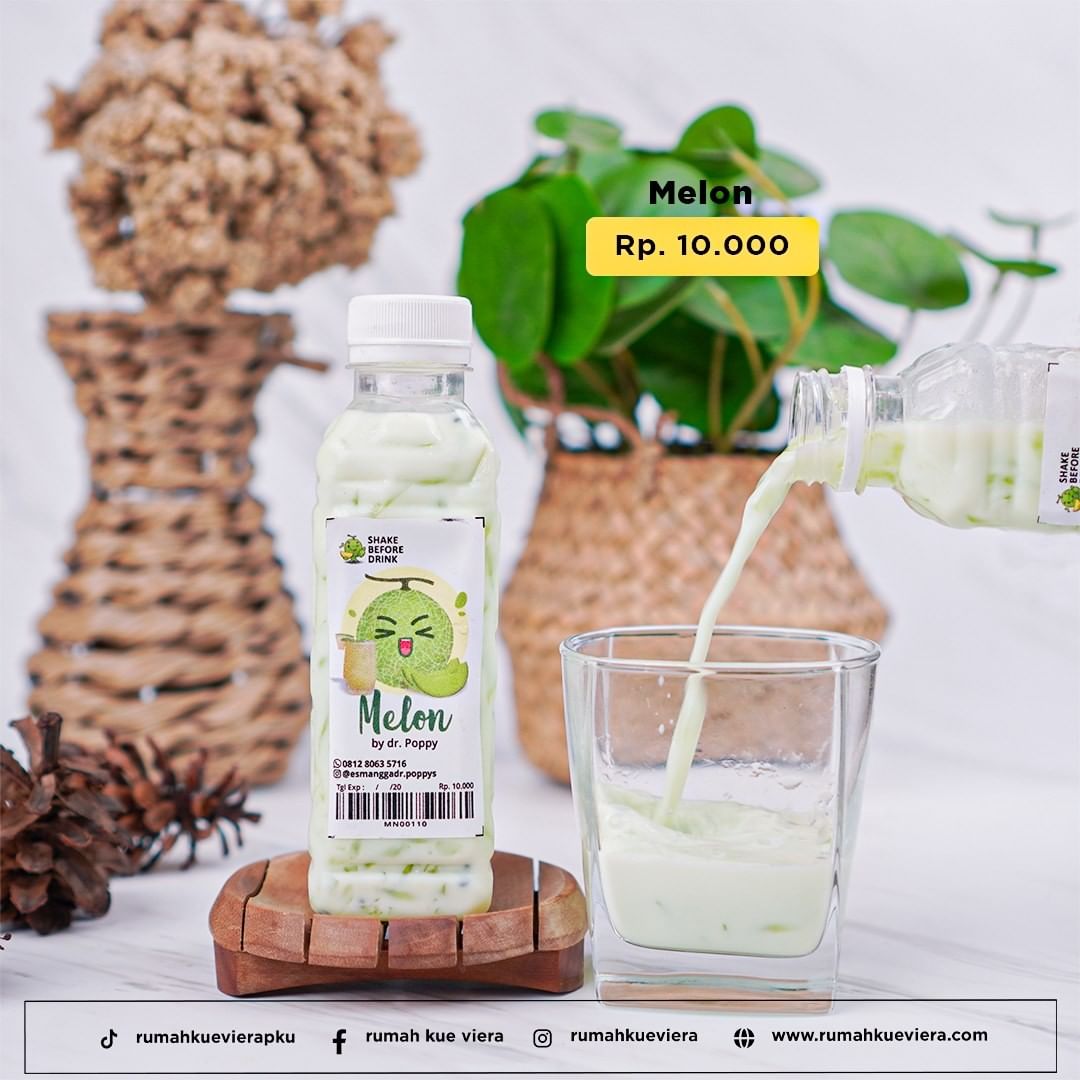 Melon
Rp. 10.000
SHAKE
BEFORE
DRINK
Melon
by dr. Poppy
0812 8063 5716
@esmanggadr.poppys
Tgl Exp : / /20 Rp. 10.000
MN00110
SHAKE
BEFORE
rumahkuevierapku
rumah kue viera
rumahkueviera
www.rumahkueviera.com